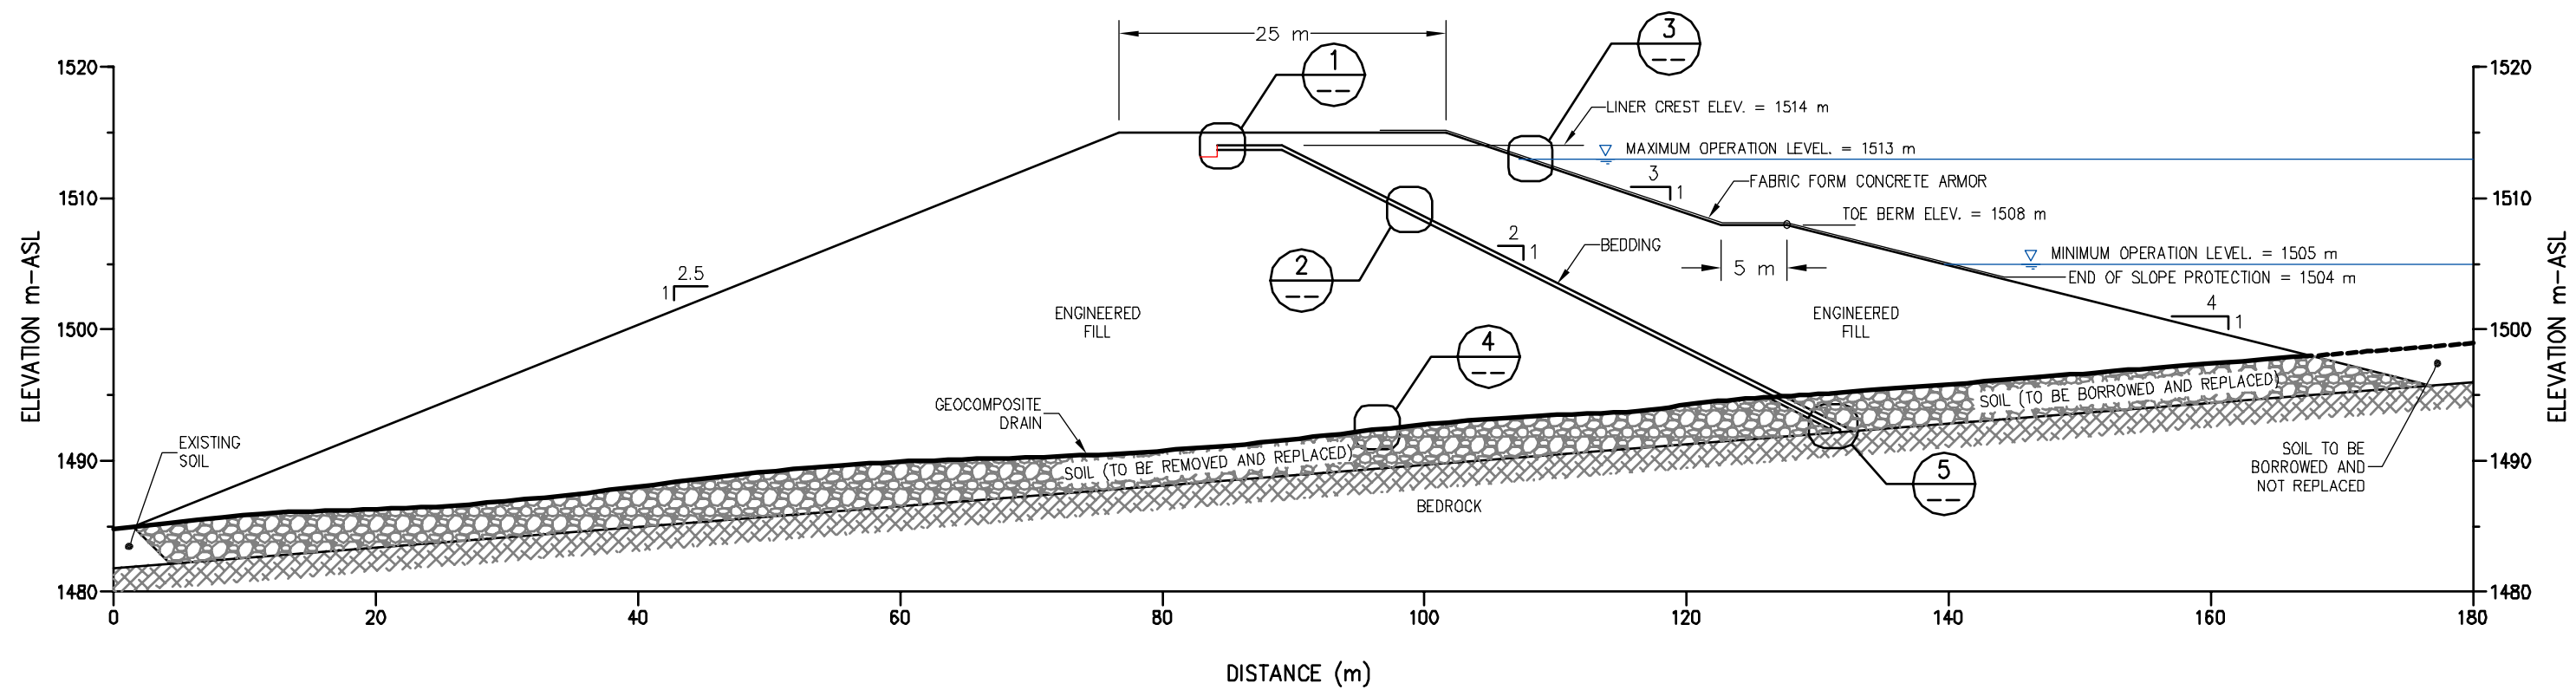 25 m
1
3
1520
1520
LINER CREST ELEV. = 1514 m
MAXIMUM OPERATION LEVEL. = 1513 m
3
1
FABRIC FORM CONCRETE ARMOR
1510
1510
TOE BERM ELEV. = 1508 m
2
1
BEDDING
MINIMUM OPERATION LEVEL = 1505 m
2
5 m
END OF SLOPE PROTECTION = 1504 m
2.5
1
4
1
ENGINEERED
FILL
ENGINEERED
FILL
1500
1500
4
ELEVATION m-ASL
ELEVATION m-ASL
GEOCOMPOSITE
DRAIN
SOIL (TO BE BORROWED AND REPLACED)
EXISTING
SOIL
SOIL (TO BE REMOVED AND REPLACED)
SOIL TO BE
BORROWED AND
NOT REPLACED
1490
1490
5
BEDROCK
1480
1480
0
20
40
60
80
100
120
140
160
180
DISTANCE (m)